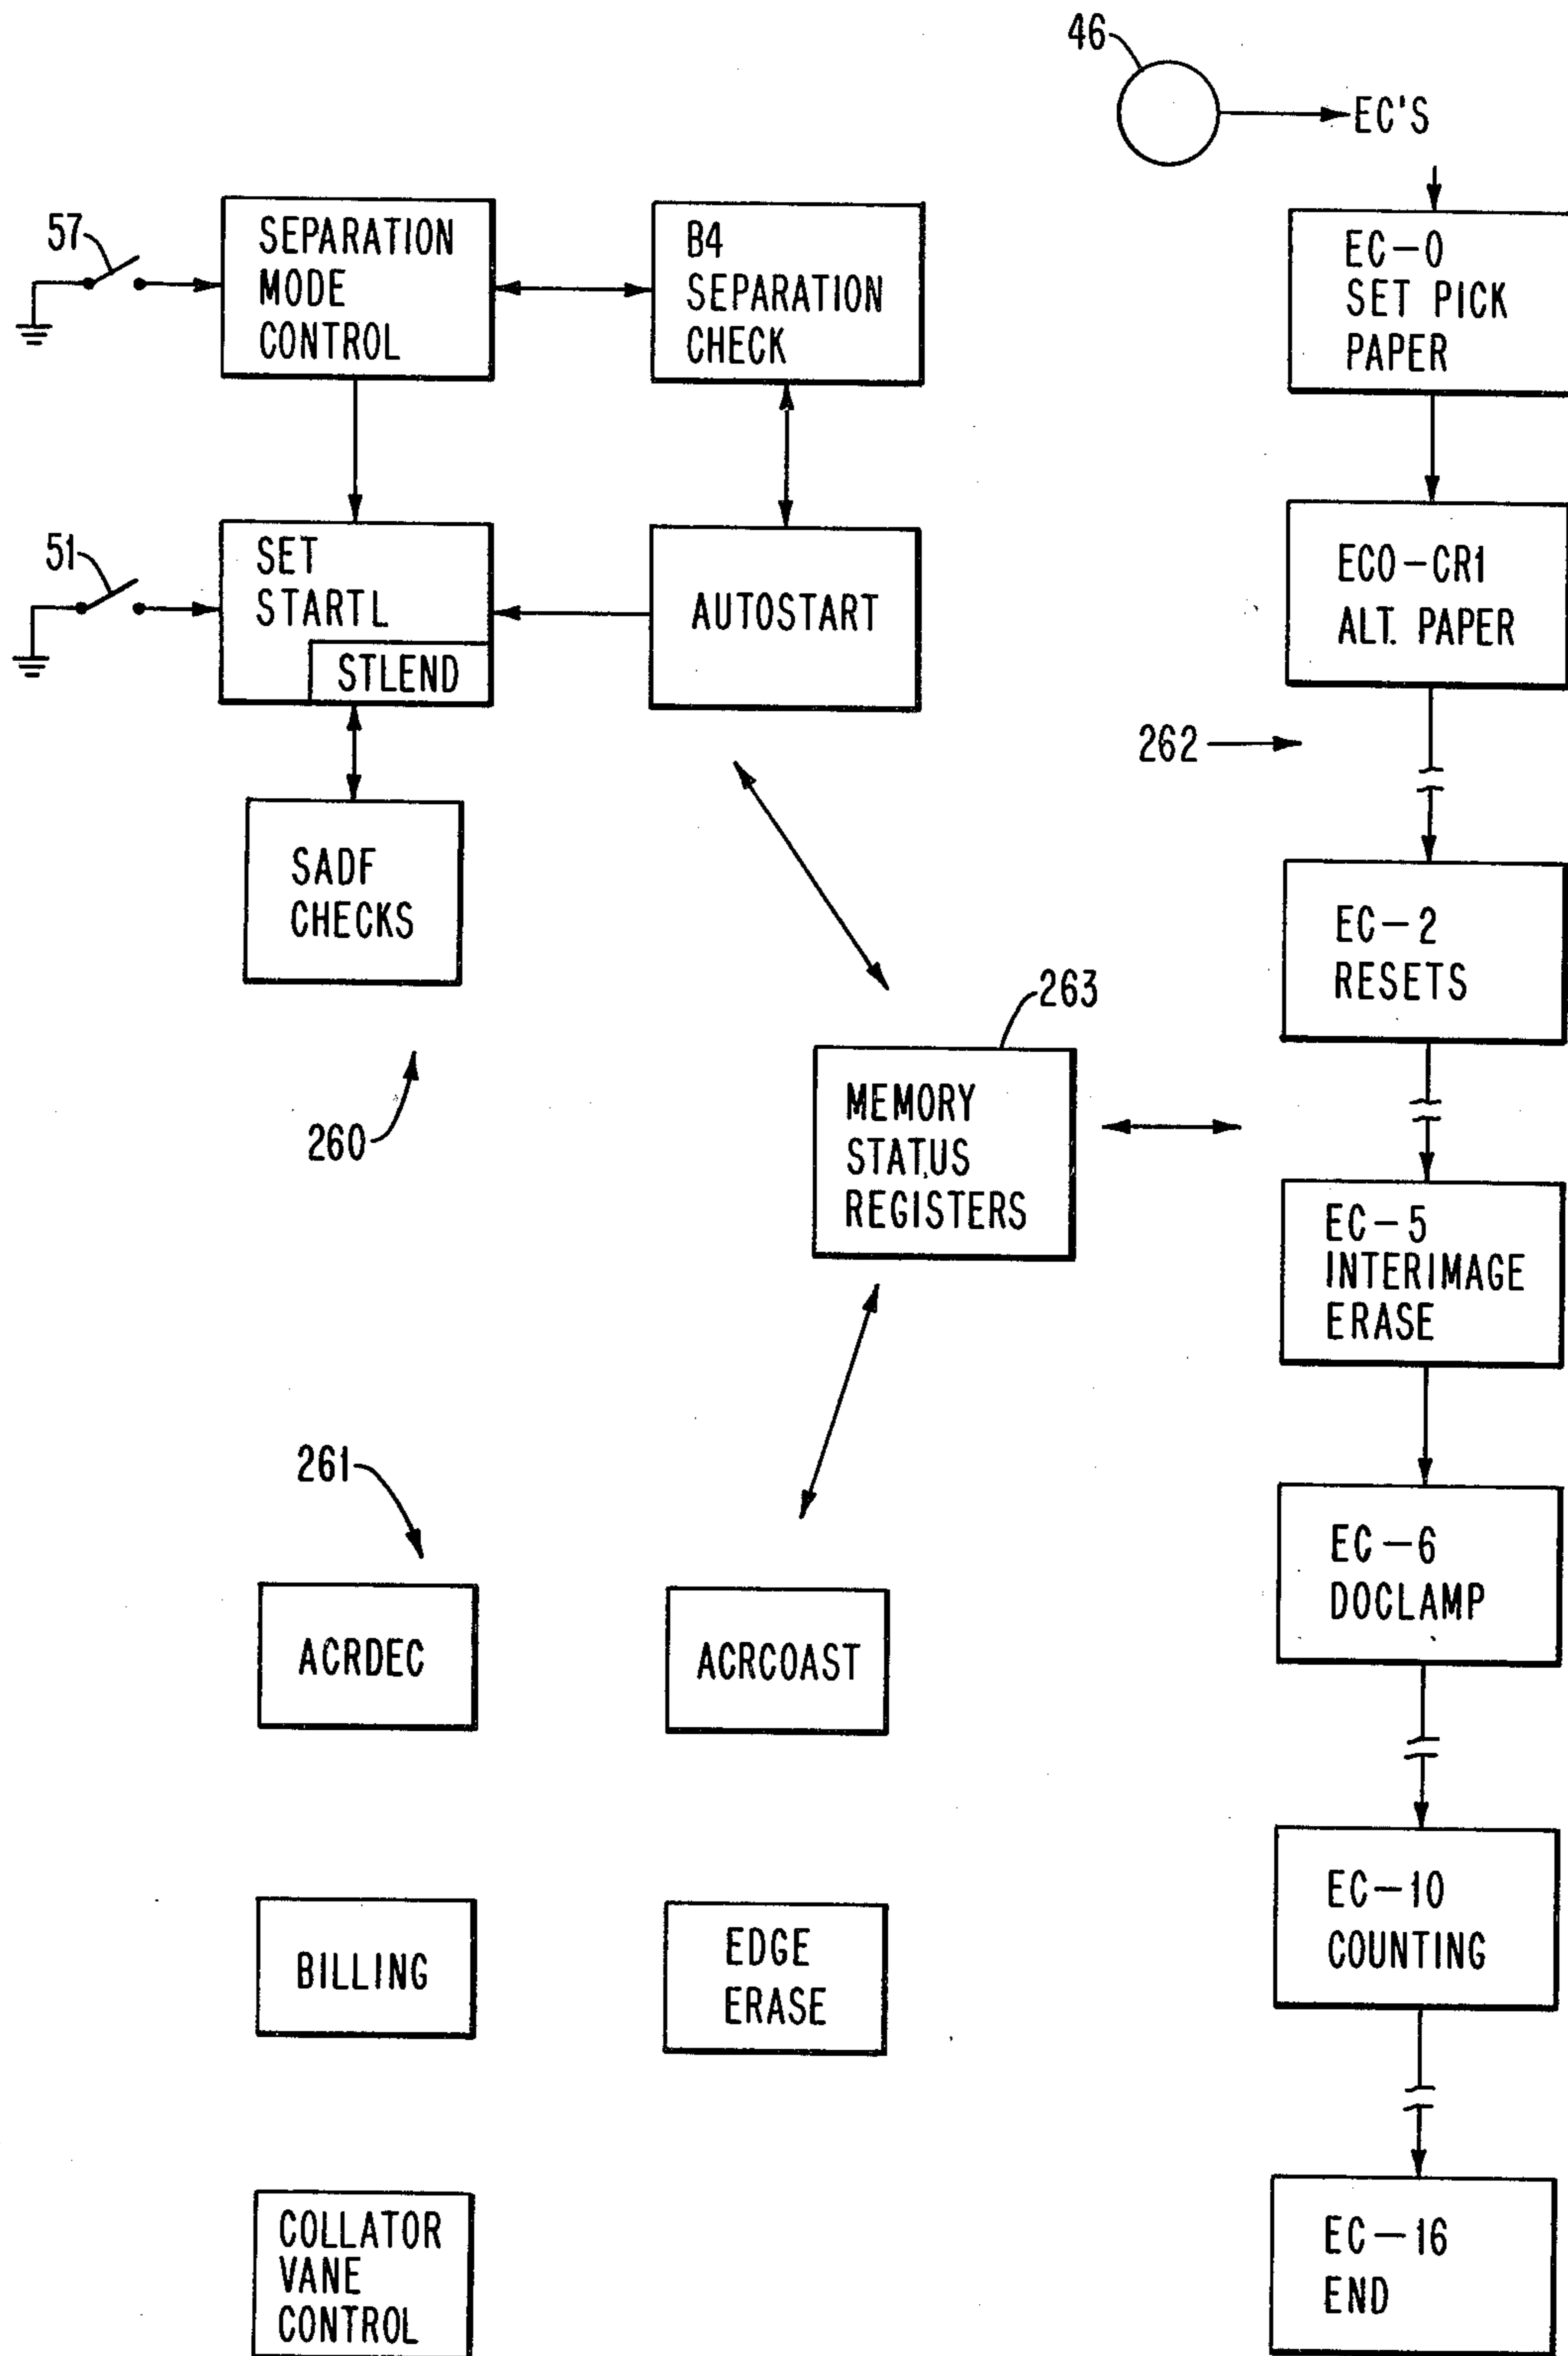 46
EC'S
57
SEPARATION
MODE
CONTROL
B4
SEPARATION
CHECK
EC-0
SET PICK
PAPER
51
SET
STARTL
STLEND
AUTOSTART
EC0-CR1
ALT. PAPER
262
SADF
CHECKS
EC-2
RESETS
260
263
MEMORY
STATUS
REGISTERS
EC-5
INTERIMAGE
ERASE
261
ACRDEC
ACRCOAST
EC-6
DOCLAMP
BILLING
EDGE
ERASE
EC-10
COUNTING
COLLATOR
VANE
CONTROL
EC-16
END